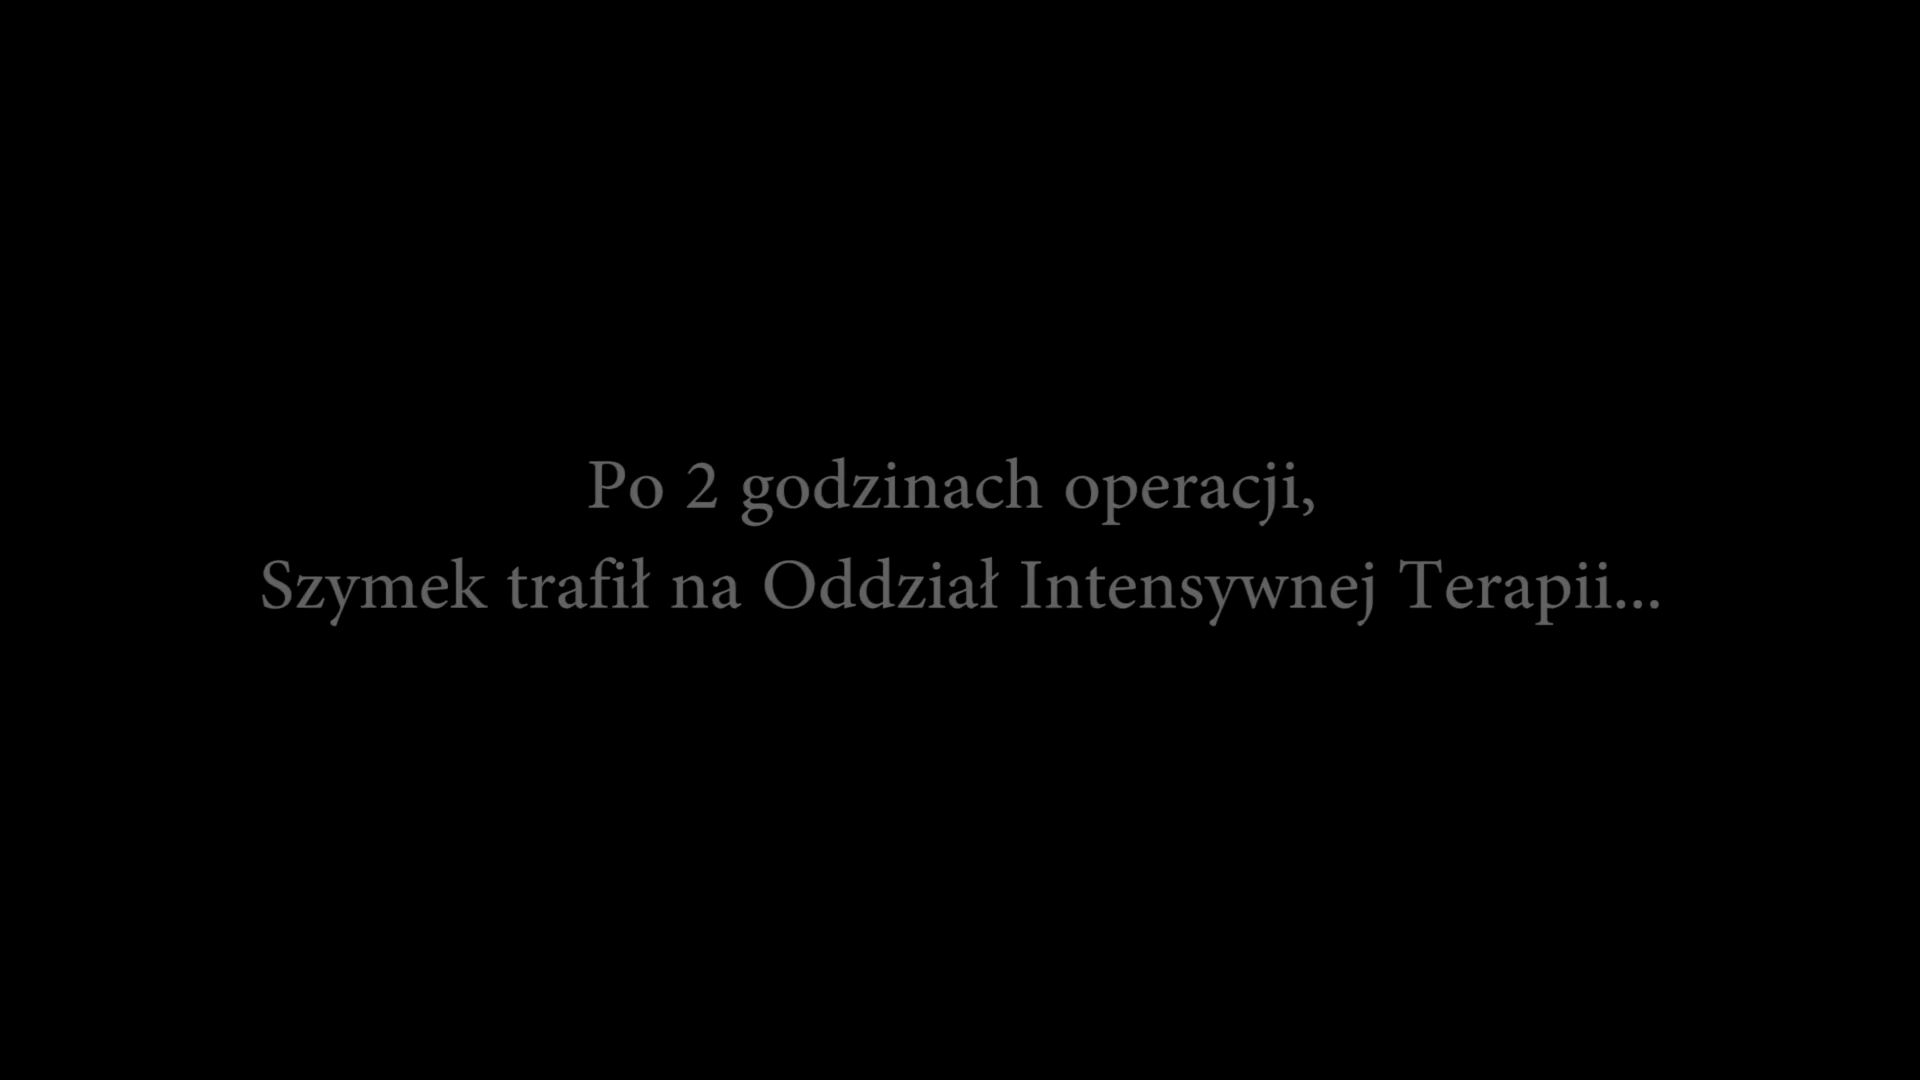 Po 2 godzinach operacji,
Szymek trafił na Oddział Intensywnej Terapii...